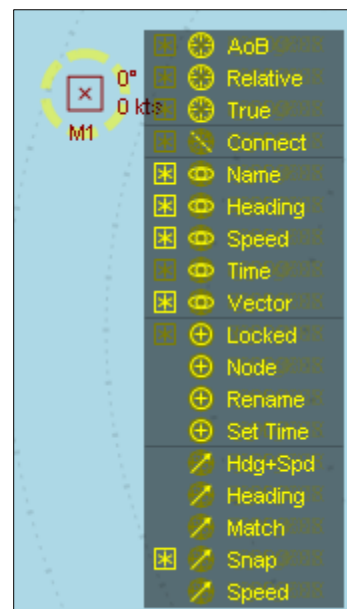 0°
0 kts
M1
AoB
Relative
True
Connect
Name
Heading
Speed
Time
Vector
Locked
Node
Rename
Set Time
Hdg+Spd
Heading
Match
Snap
Speed